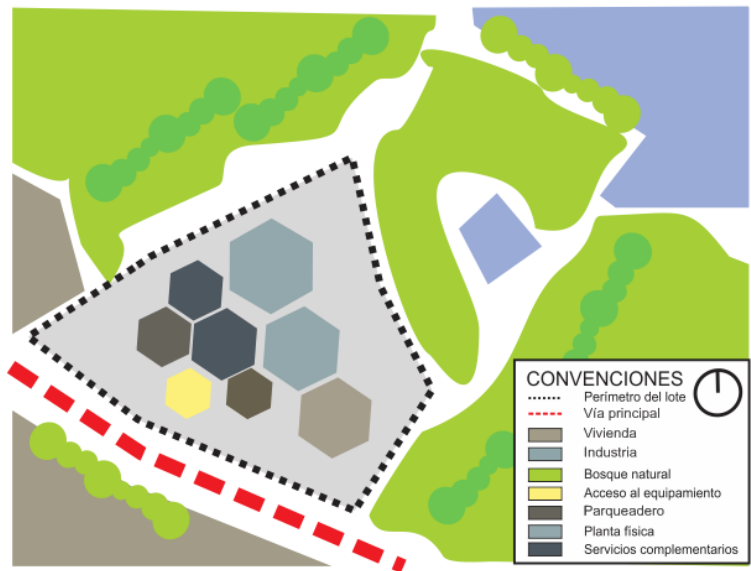 CONVENCIONES
Perímetro del lote
Vía principal
Vivienda
Industria
Bosque natural
Acceso al equipamiento
Parqueadero
Planta física
Servicios complementarios